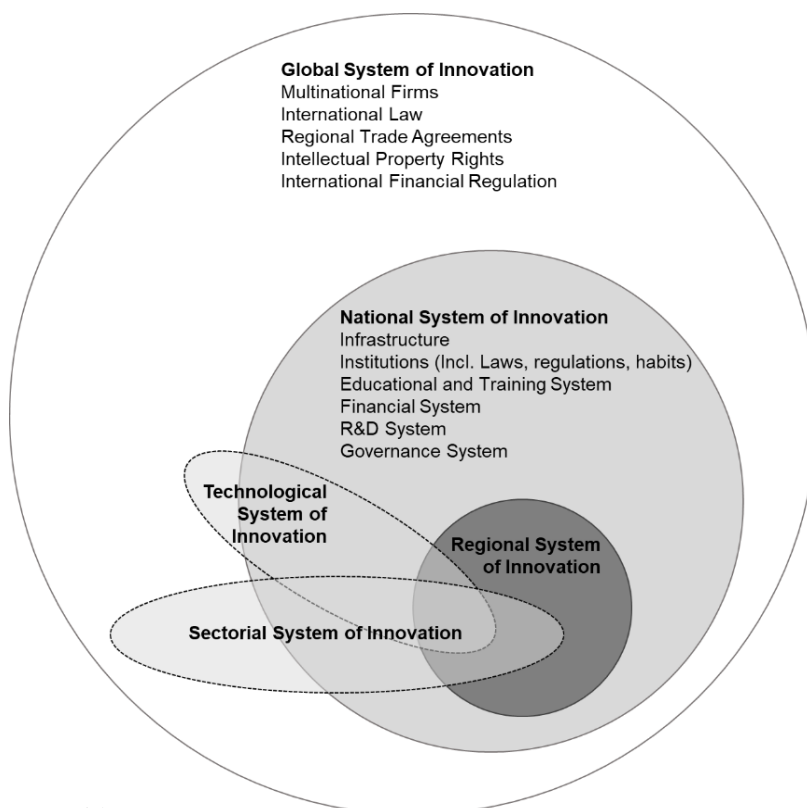 Global System of Innovation
Multinational Firms
International Law
Regional Trade Agreements
Intellectual Property Rights
International Financial Regulation
National System of Innovation
Infrastructure
Institutions (Incl. Laws, regulations, habits)
Educational and Training System
Financial System
R&D System
Governance System
Technological
System of
Innovation
Regional System
of Innovation
Sectorial System of Innovation